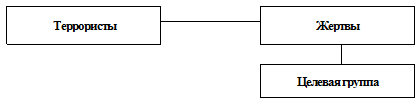 Террористы
Жертвы
Целевая группа